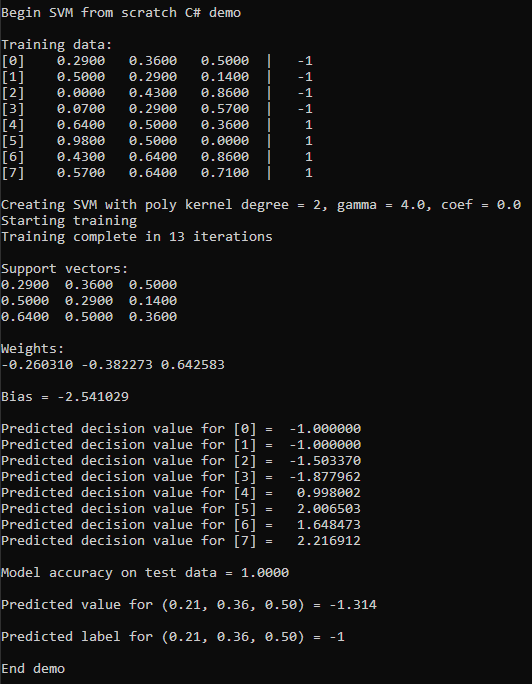 Begin SVM from scratch C# demo
Training data:
[0]    0.2900   0.3600   0.5000  |   -1
[1]    0.5000   0.2900   0.1400  |   -1
[2]    0.0000   0.4300   0.8600  |   -1
[3]    0.0700   0.2900   0.5700  |   -1
[4]    0.6400   0.5000   0.3600  |    1
[5]    0.9800   0.5000   0.0000  |    1
[6]    0.4300   0.6400   0.8600  |    1
[7]    0.5700   0.6400   0.7100  |    1
Creating SVM with poly kernel degree = 2, gamma = 4.0, coef = 0.0
Starting training
Training complete in 13 iterations
Support vectors:
0.2900  0.3600  0.5000
0.5000  0.2900  0.1400
0.6400  0.5000  0.3600
Weights:
-0.260310 -0.382273 0.642583
Bias = -2.541029
Predicted decision value for [0] =  -1.000000
Predicted decision value for [1] =  -1.000000
Predicted decision value for [2] =  -1.503370
Predicted decision value for [3] =  -1.877962
Predicted decision value for [4] =   0.998002
Predicted decision value for [5] =   2.006503
Predicted decision value for [6] =   1.648473
Predicted decision value for [7] =   2.216912
Model accuracy on test data = 1.0000
Predicted value for (0.21, 0.36, 0.50) = -1.314
Predicted label for (0.21, 0.36, 0.50) = -1
End demo